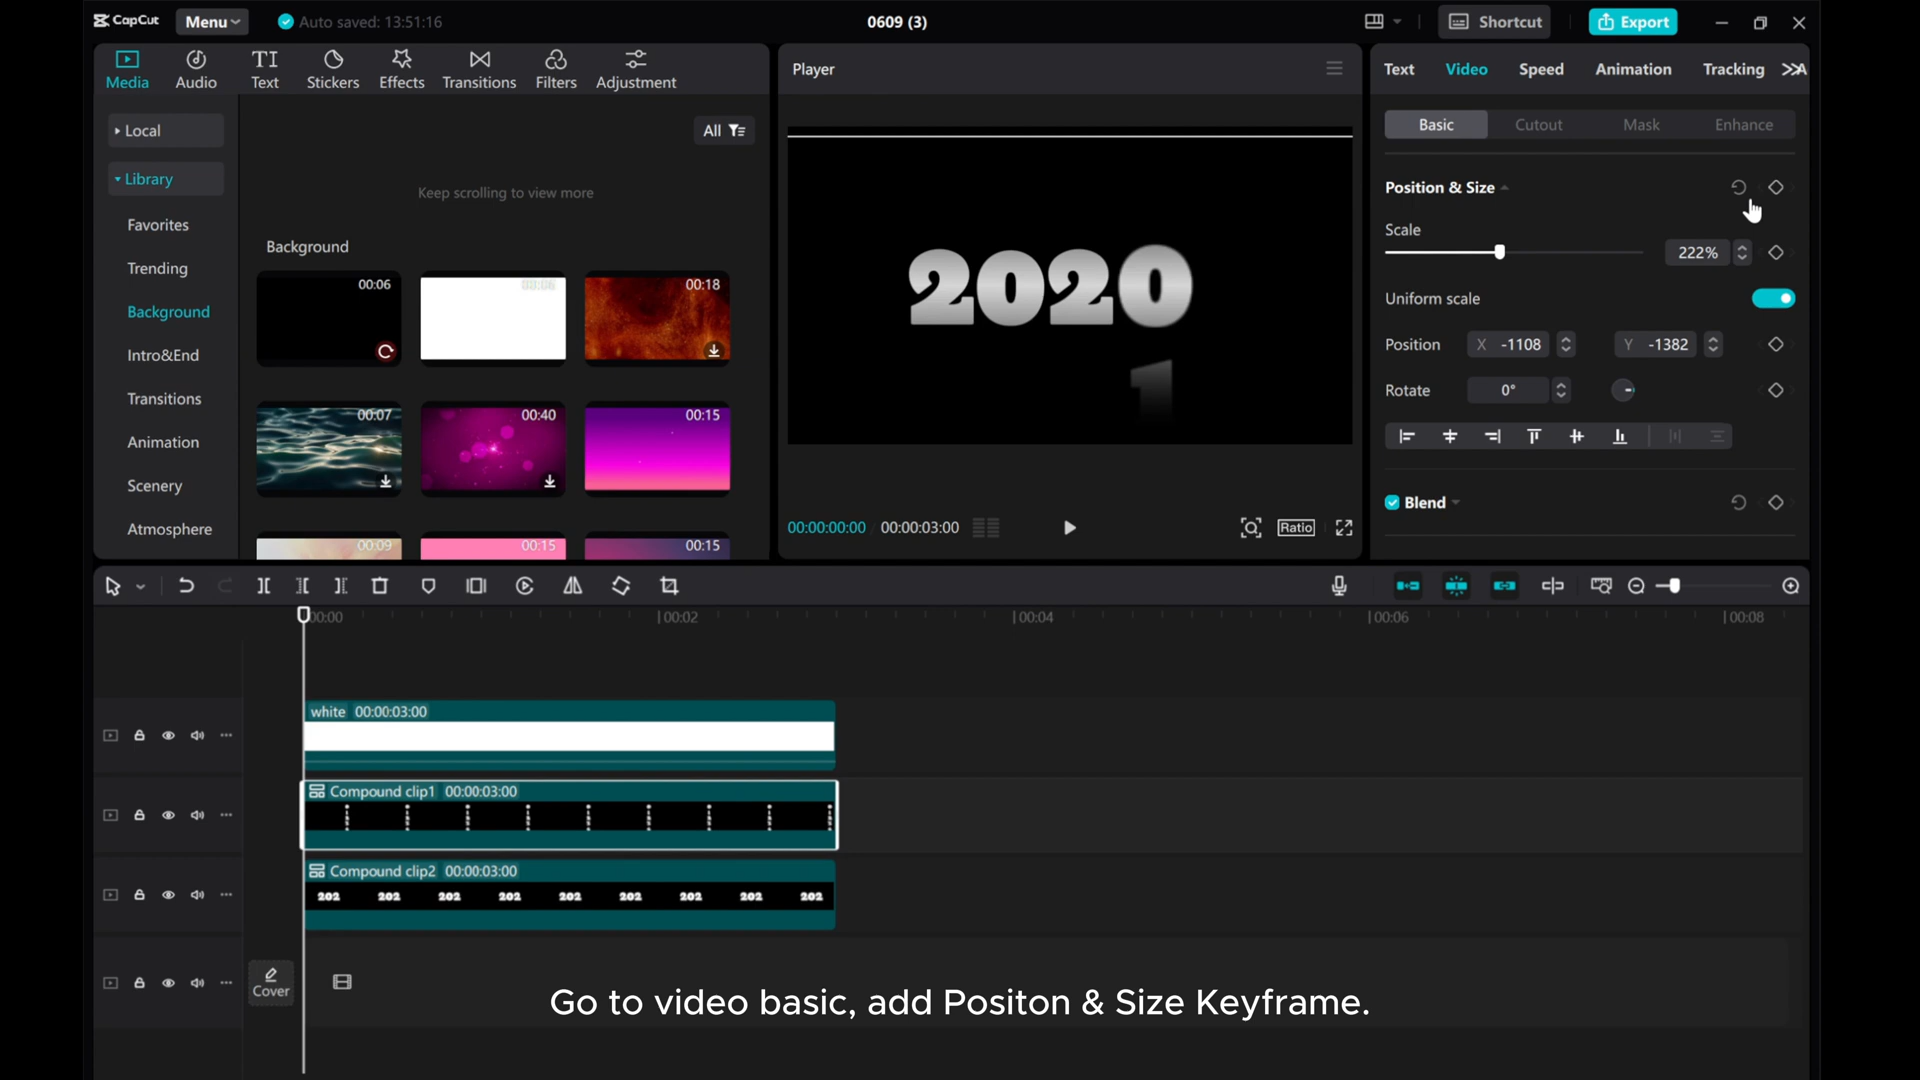 CapCut
Menu
Auto saved: 13:51:16
0609 (3)
Shortcut
Export
Media
Audio
TI
Text
Stickers
Effects
Transitions
Filters
Adjustment
Local
Library
Favorites
Trending
Background
Intro&End
Transitions
Animation
Scenery
Atmosphere
All
Keep scrolling to view more
Background
00:06
00:06
00:18
00:07
00:40
00:15
00:09
00:15
00:15
Player
2020
1
00:00:00:00
00:00:03:00
Ratio
Text
Video
Speed
Animation
Tracking
A
Basic
Cutout
Mask
Enhance
Position & Size
Scale
222%
Uniform scale
Position
X -1108
Y -1382
Rotate
0°
Blend
00:00
00:02
00:04
00:06
00:08
white 00:00:03:00
Compound clip1 00:00:03:00
Compound clip2 00:00:03:00
202 202 202 202 202 202 202 202 202
Cover
Go to video basic, add Positon & Size Keyframe.